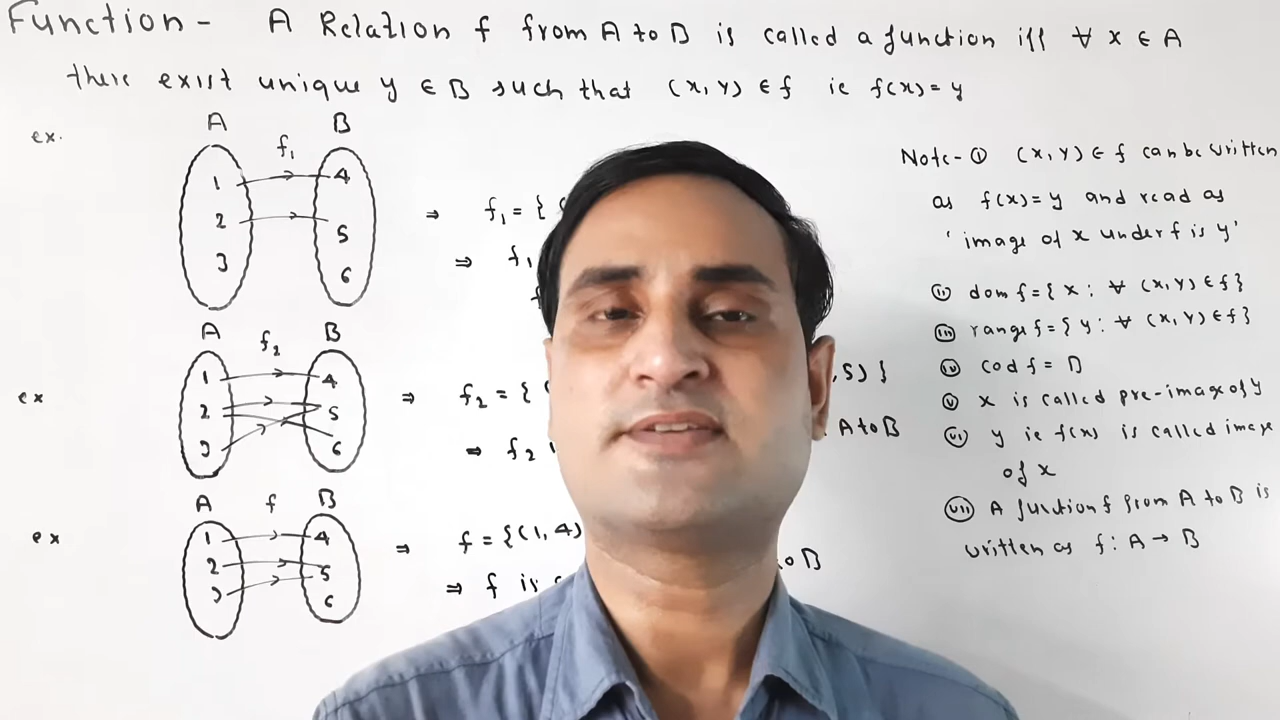 Function - A Relation f from A to B is called a function iff ∀ x ∈ A
there exist unique y ∈ B such that (x, y) ∈ f ie f(x) = y
ex.
A B
f₁
1 4
2 5
3 6
⇒ f₁ = {
⇒ f₁
ex
A B
f₂
1 4
2 5
3 6
⇒ f₂ = { , 5) }
⇒ f₂ A to B
ex
A f B
1 4
2 5
3 6
⇒ f = {(1, 4)
⇒ f is to B
Note - (i) (x, y) ∈ f can be written
as f(x) = y and read as
'image of x under f is y'
(ii) dom f = { x : ∀ (x, y) ∈ f }
(iii) range f = { y : ∀ (x, y) ∈ f }
(iv) cod f = B
(v) x is called pre-image of y
(vi) y ie f(x) is called image
of x
(vii) A function f from A to B is
written as f : A → B